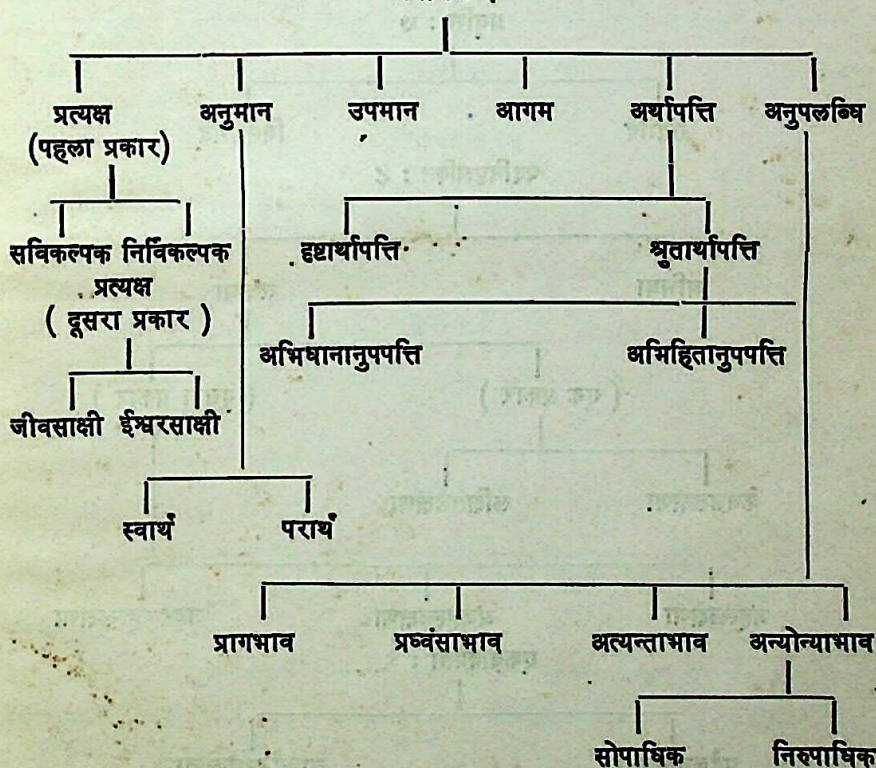 प्रत्यक्ष अनुमान उपमान आगम अर्थापत्ति अनुपलब्धि
(पहला प्रकार)
सविकल्पक निर्विकल्पक दृष्टार्थापत्ति श्रुतार्थापत्ति
प्रत्यक्ष
( दूसरा प्रकार )
अभिधानानुपपत्ति अभिहितानुपपत्ति
जीवसाक्षी ईश्वरसाक्षी
स्वार्थ परार्थ
प्रागभाव प्रध्वंसाभाव अत्यन्ताभाव अन्योन्याभाव
सोपाधिक निरुपाधिक